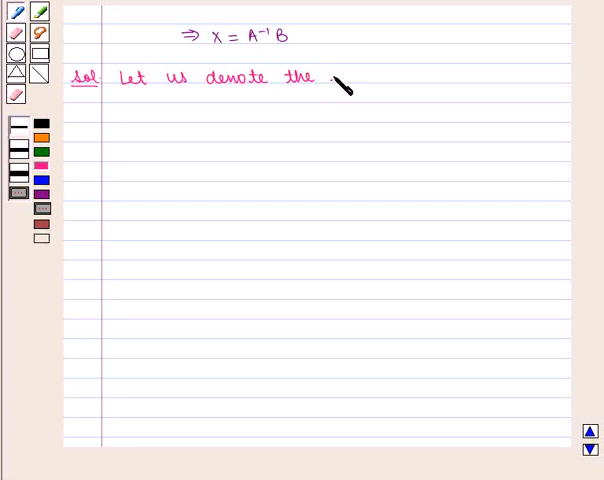 ⇒ X = A⁻¹ B
Sol. Let us denote the